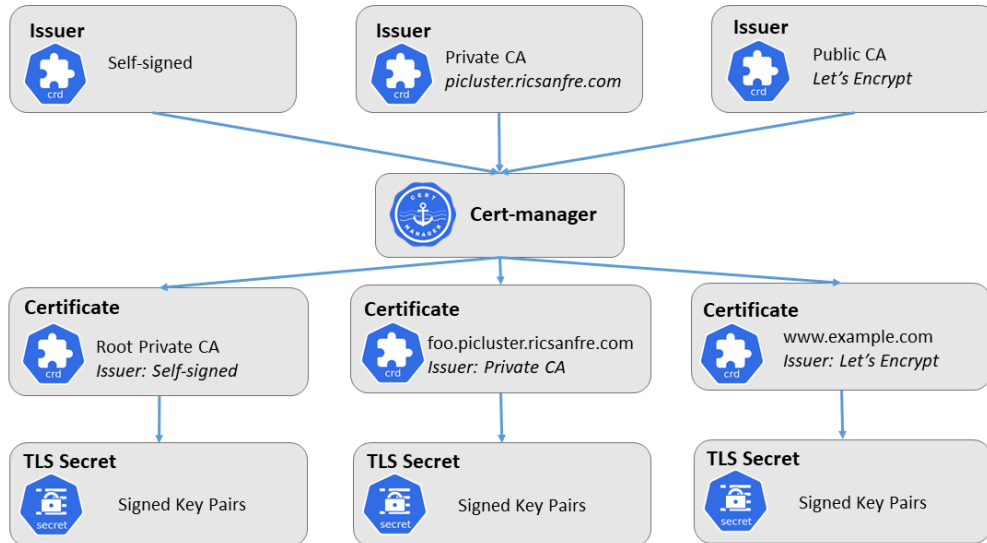 Issuer
Self-signed
crd
Issuer
Private CA
picluster.ricsanfre.com
crd
Issuer
Public CA
Let's Encrypt
crd
CERT
MANAGER
Cert-manager
Certificate
Root Private CA
Issuer: Self-signed
crd
Certificate
foo.picluster.ricsanfre.com
Issuer: Private CA
crd
Certificate
www.example.com
Issuer: Let's Encrypt
crd
TLS Secret
Signed Key Pairs
secret
TLS Secret
Signed Key Pairs
secret
TLS Secret
Signed Key Pairs
secret